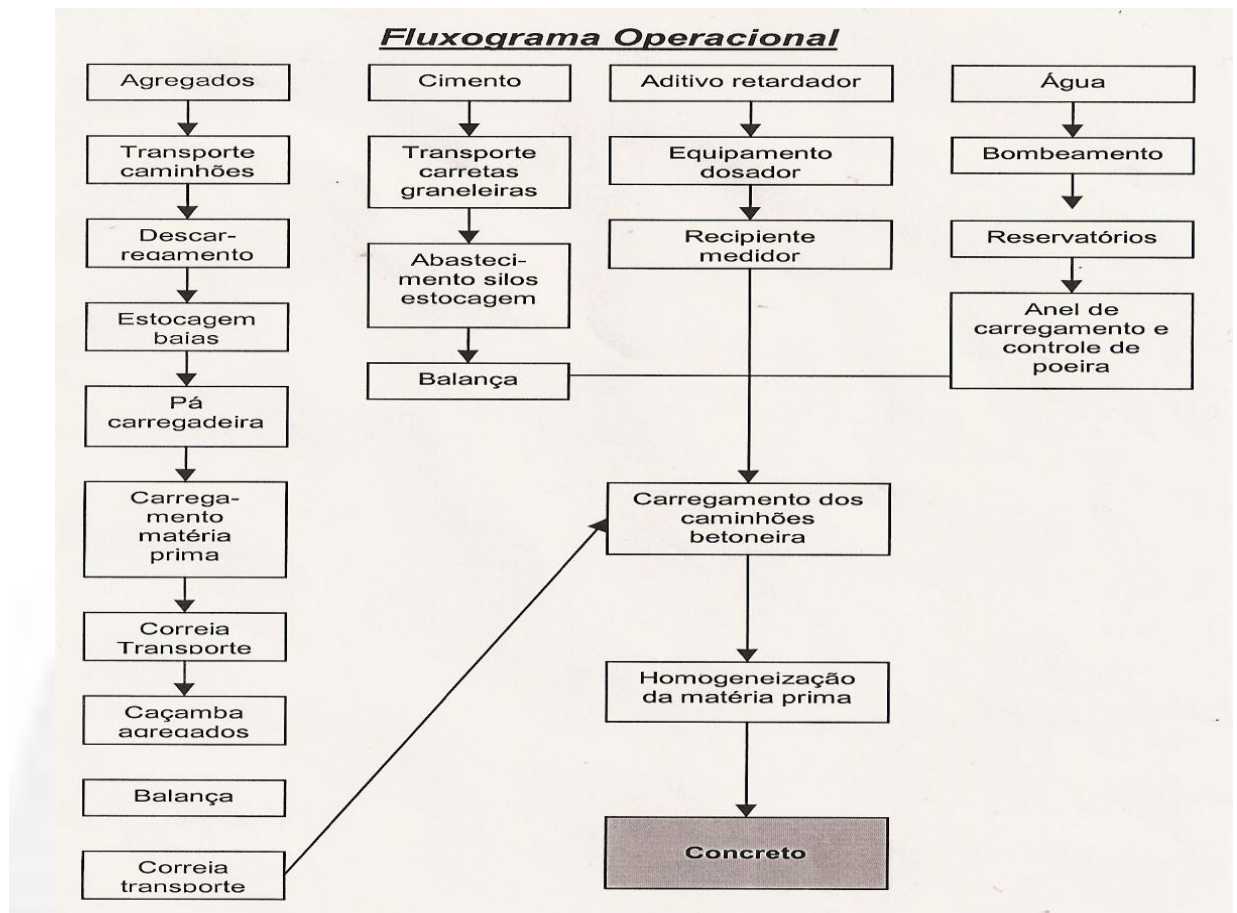 Fluxograma Operacional
Agregados
Transporte
caminhões
Descar-
regamento
Estocagem
baias
Pá
carregadeira
Carrega-
mento
matéria
prima
Correia
Transporte
Caçamba
agregados
Balança
Correia
transporte
Cimento
Transporte
carretas
graneleiras
Abasteci-
mento silos
estocagem
Balança
Aditivo retardador
Equipamento
dosador
Recipiente
medidor
Carregamento dos
caminhões
betoneira
Homogeneização
da matéria prima
Concreto
Água
Bombeamento
Reservatórios
Anel de
carregamento e
controle de
poeira